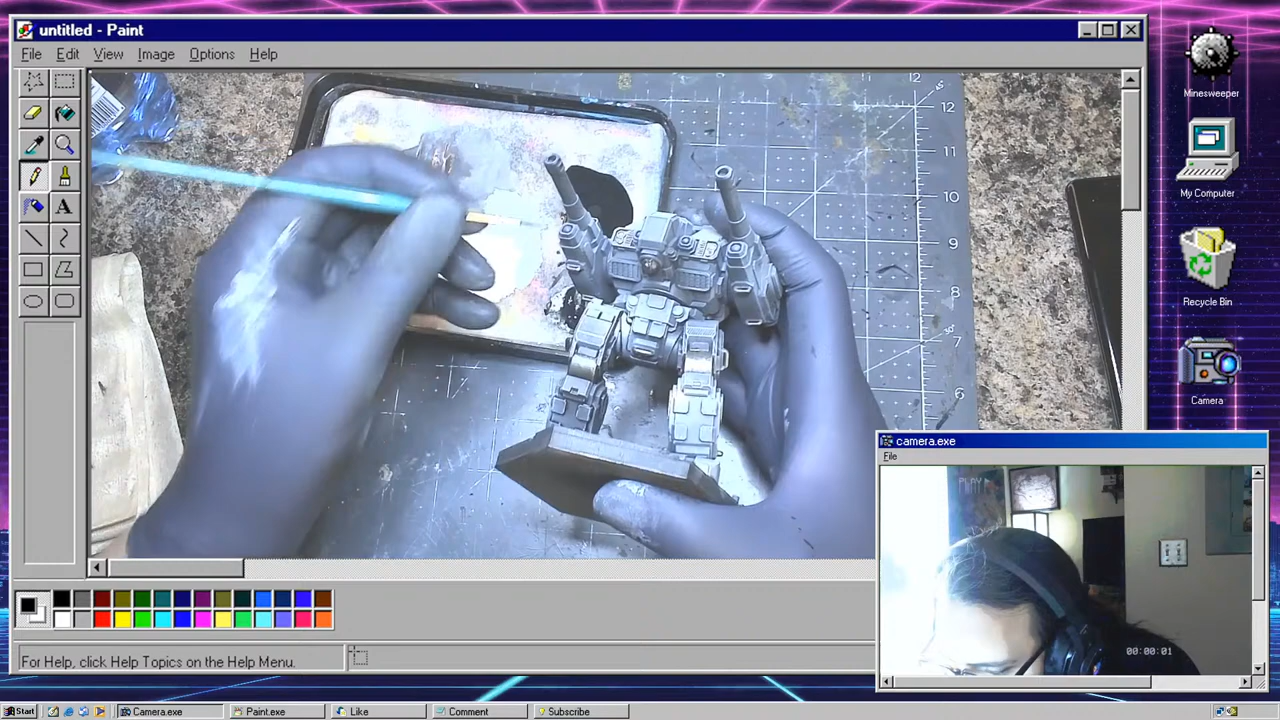 untitled - Paint
File Edit View Image Options Help
12
11
10
9
8
7
6
A
Minesweeper
My Computer
Recycle Bin
Camera
camera.exe
File
PLAY
00:00:01
For Help, click Help Topics on the Help Menu.
Start
Camera.exe
Paint.exe
Like
Comment
Subscribe